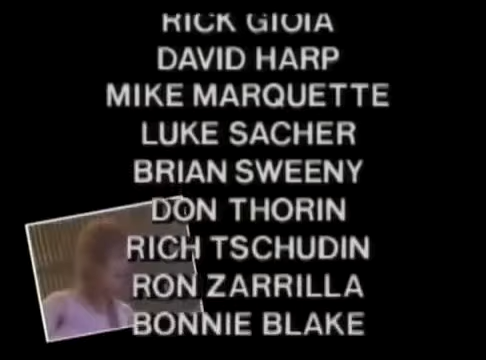 RICK GIOIA
DAVID HARP
MIKE MARQUETTE
LUKE SACHER
BRIAN SWEENY
DON THORIN
RICH TSCHUDIN
RON ZARRILLA
BONNIE BLAKE